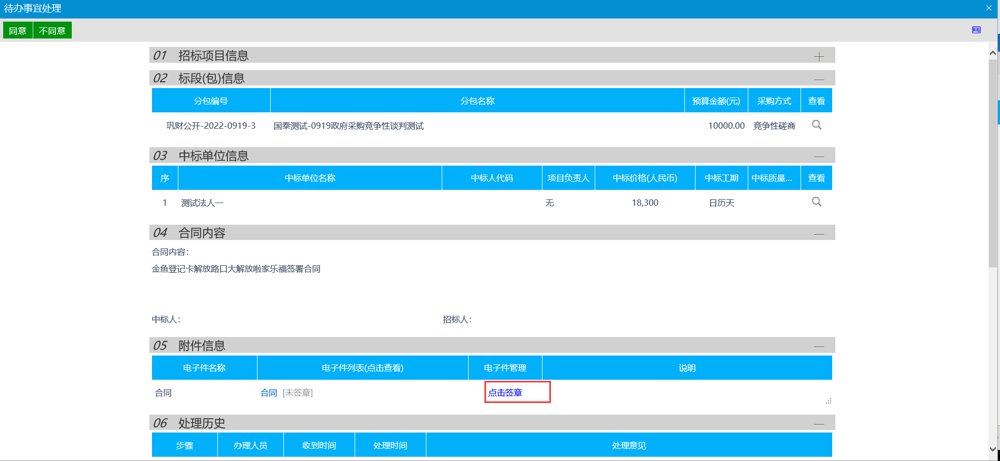 待办事宜处理
同意 不同意
01 招标项目信息
02 标段(包)信息
分包编号 分包名称 预算金额(元) 采购方式 查看
巩财公开-2022-0919-3 国泰测试-0919政府采购竞争性谈判测试 10000.00 竞争性磋商
03 中标单位信息
序 中标单位名称 中标人代码 项目负责人 中标价格(人民币) 中标工期 中标质量... 查看
1 测试法人一 无 18,300 日历天
04 合同内容
合同内容：
金鱼登记卡解放路口大解放啦家乐福签署合同
中标人： 招标人：
05 附件信息
电子件名称 电子件列表(点击查看) 电子件管理 说明
合同 合同 [未签章] 点击签章
06 处理历史
步骤 办理人员 收到时间 处理时间 处理意见